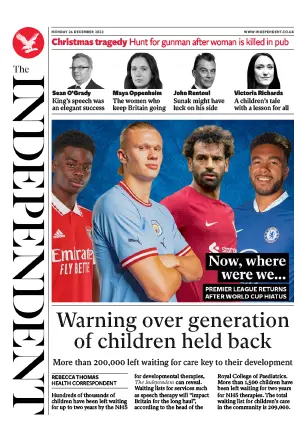 MONDAY 26 DECEMBER 2022
WWW.INDEPENDENT.CO.UK
Christmas tragedy Hunt for gunman after woman is killed in pub
The
INDEPENDENT
Sean O'Grady
King's speech was
an elegant success
Maya Oppenheim
The women who
keep Britain going
John Rentoul
Sunak might have
luck on his side
Victoria Richards
A children's tale
with a lesson for all
Fly
Emirates
FLY
BETTE
Now, where
were we...
PREMIER LEAGUE RETURNS
AFTER WORLD CUP HIATUS
Warning over generation
of children held back
More than 200,000 left waiting for care key to their development
REBECCA THOMAS
HEALTH CORRESPONDENT
Hundreds of thousands of
children have been left waiting
for up to two years by the NHS
for developmental therapies,
The Independent can reveal.
Waiting lists for services such
as speech therapy will "impact
Britain for the long haul",
according to the head of the
Royal College of Paediatrics.
More than 1,500 children have
been left waiting for two years
for NHS therapies. The total
waiting list for children's care
in the community is 209,000.